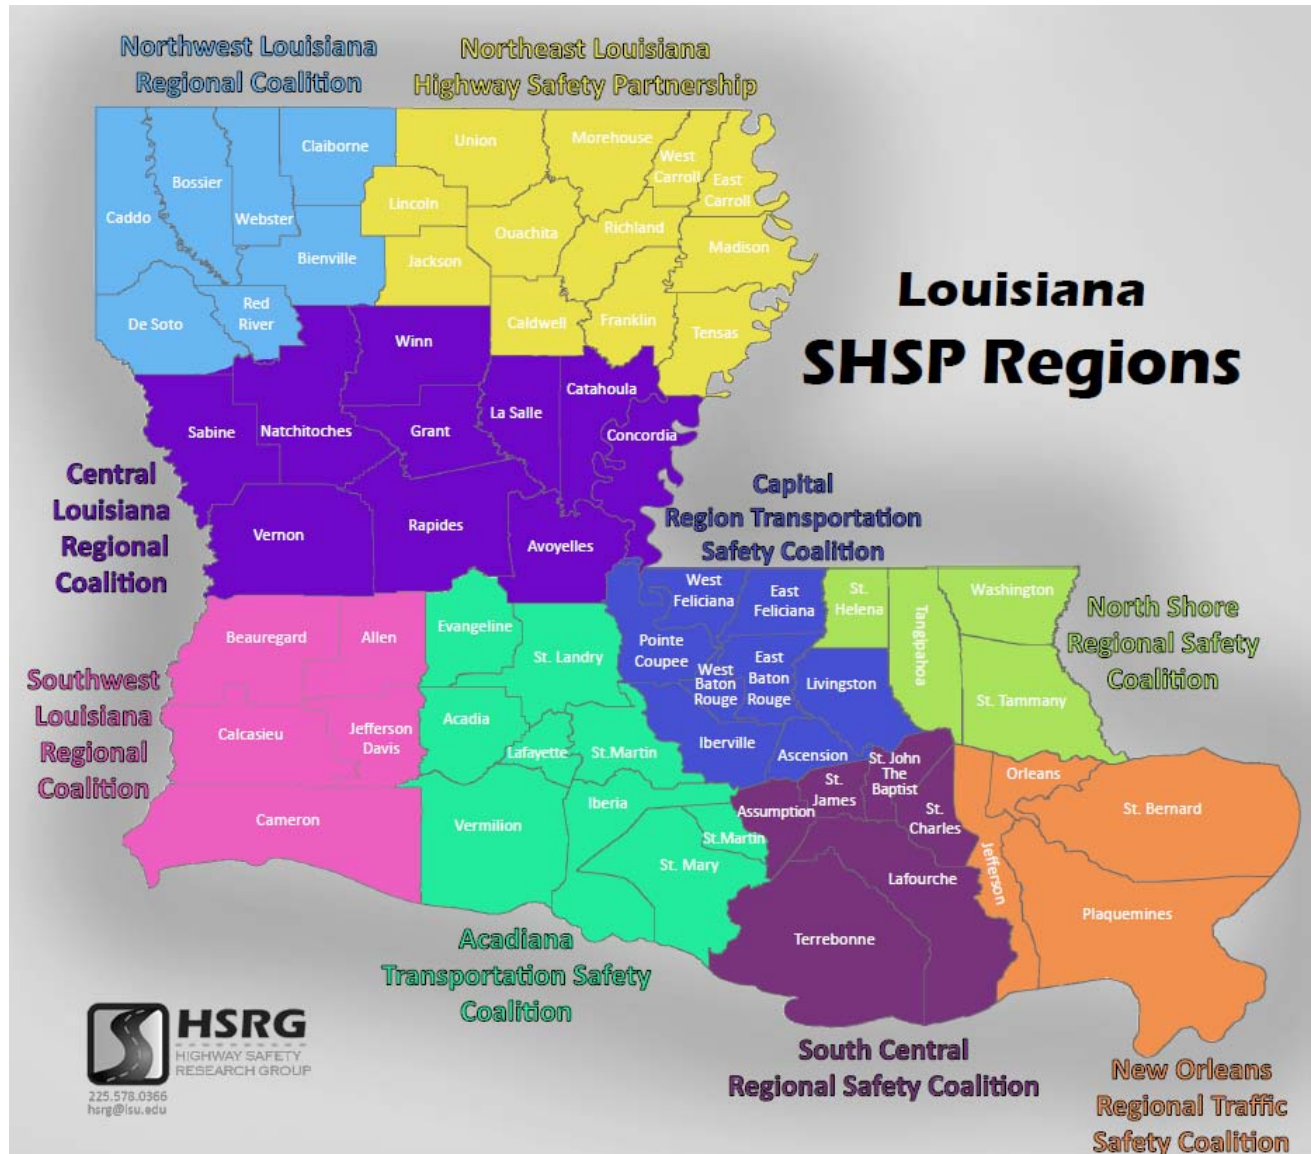 Northwest Louisiana
Regional Coalition
Northeast Louisiana
Highway Safety Partnership
Louisiana
SHSP Regions
Caddo
Bossier
Webster
Claiborne
Bienville
De Soto
Red
River
Union
Morehouse
West
Carroll
East
Carroll
Lincoln
Ouachita
Richland
Madison
Jackson
Caldwell
Franklin
Tensas
Central
Louisiana
Regional
Coalition
Winn
Sabine
Natchitoches
Grant
La Salle
Catahoula
Concordia
Vernon
Rapides
Avoyelles
Capital
Region Transportation
Safety Coalition
West
Feliciana
East
Feliciana
Pointe
Coupee
West
Baton
Rouge
East
Baton
Rouge
Livingston
Iberville
Ascension
North Shore
Regional Safety
Coalition
St.
Helena
Tangipahoa
Washington
St. Tammany
Southwest
Louisiana
Regional
Coalition
Beauregard
Allen
Calcasieu
Jefferson
Davis
Cameron
Evangeline
St. Landry
Acadia
Lafayette
St.Martin
Vermilion
Iberia
St.Martin
St. Mary
Acadiana
Transportation Safety
Coalition
Assumption
St.
James
St. John
The
Baptist
St.
Charles
Lafourche
Terrebonne
South Central
Regional Safety Coalition
Jefferson
Orleans
St. Bernard
Plaquemines
New Orleans
Regional Traffic
Safety Coalition
HSRG
HIGHWAY SAFETY
RESEARCH GROUP
225.578.0366
hsrg@lsu.edu